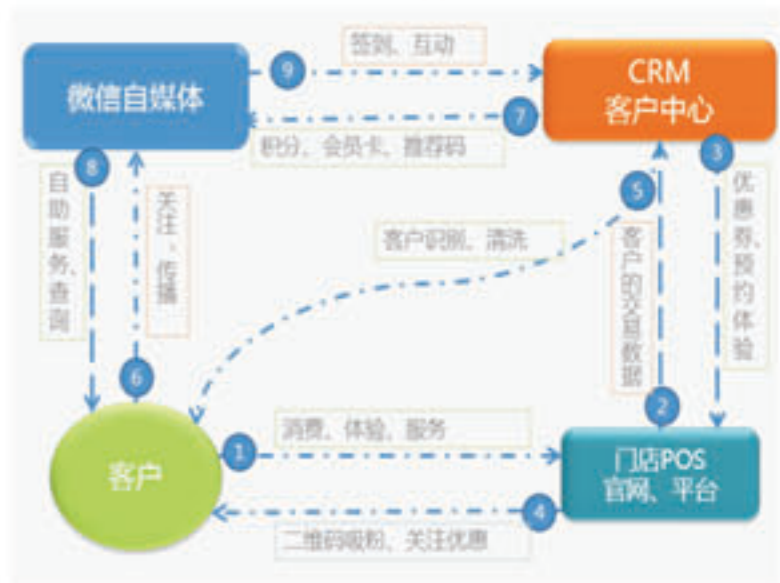 签到、互动
微信自媒体
9
CRM
客户中心
7
积分、会员卡、推荐码
8
3
自助服务、查询
关注、传播
5
优惠券、预约体验
客户识别、清洗
客户的交易数据
6
2
消费、体验、服务
1
客户
门店POS
官网、平台
4
二维码吸粉、关注优惠